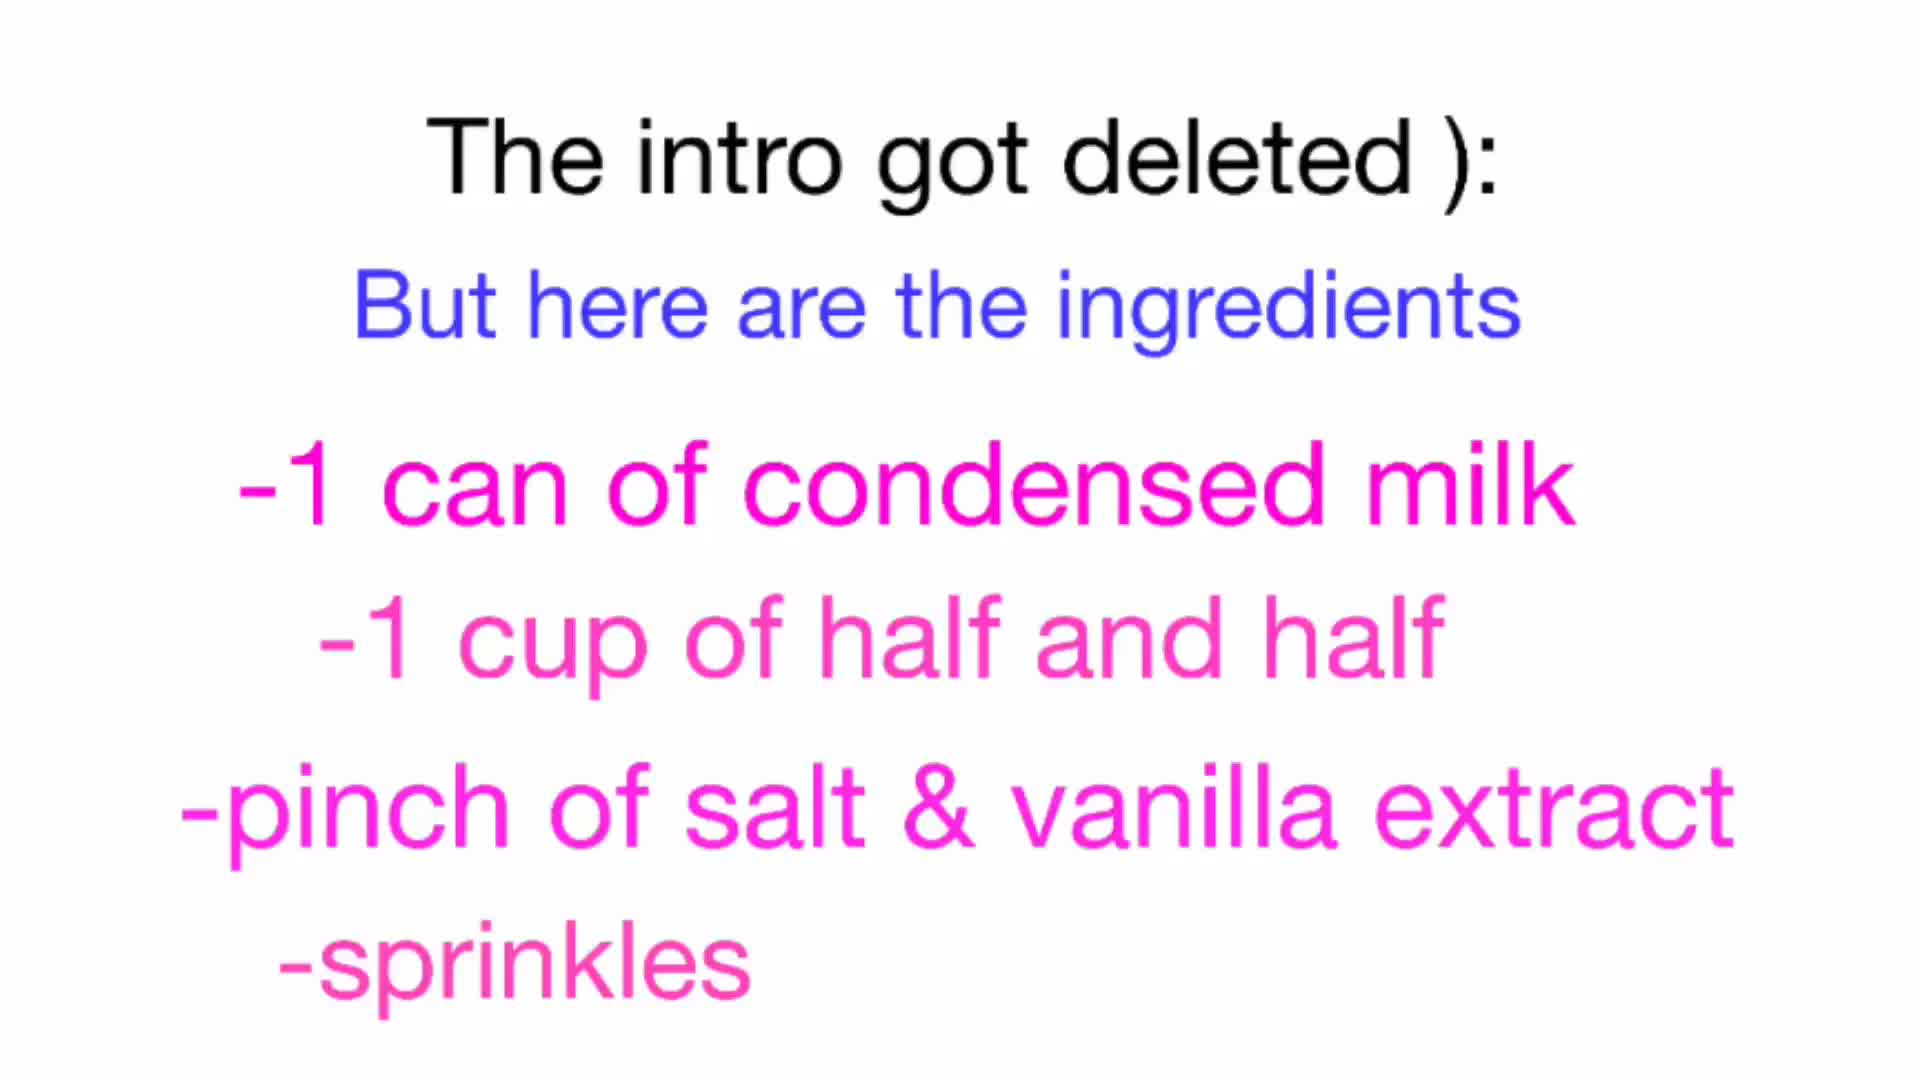 The intro got deleted ):
But here are the ingredients
-1 can of condensed milk
-1 cup of half and half
-pinch of salt & vanilla extract
-sprinkles